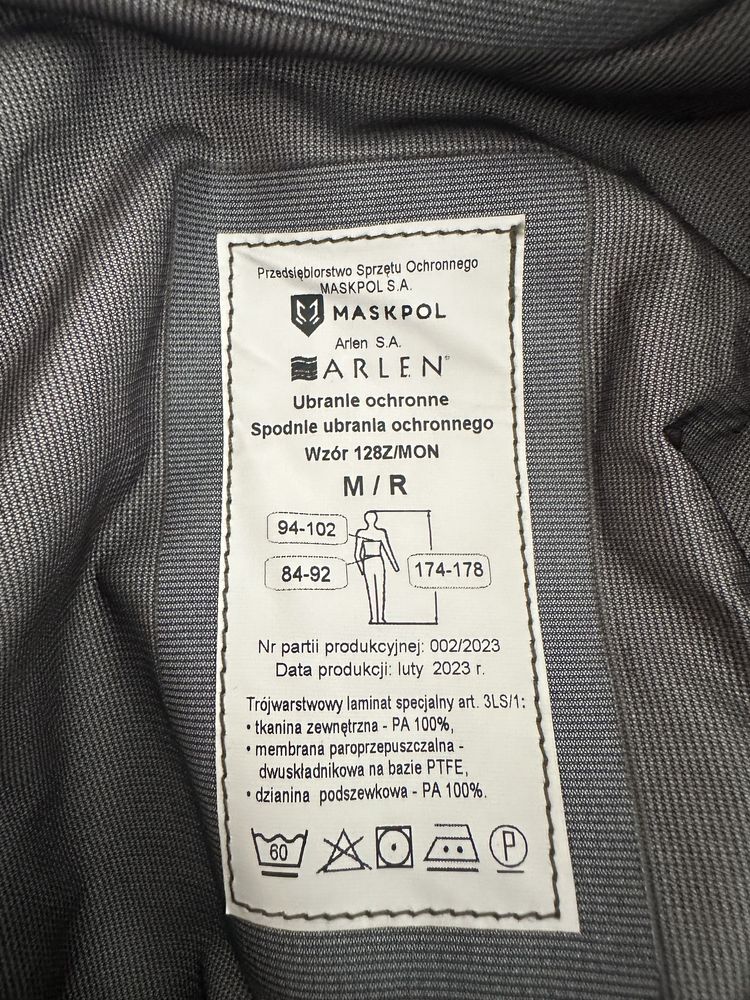 Przedsiębiorstwo Sprzętu Ochronnego
MASKPOL S.A.
MASKPOL
Arlen S.A.
ARLEN®
Ubranie ochronne
Spodnie ubrania ochronnego
Wzór 128Z/MON
M / R
94-102
84-92
174-178
Nr partii produkcyjnej: 002/2023
Data produkcji: luty 2023 r.
Trójwarstwowy laminat specjalny art. 3LS/1:
• tkanina zewnętrzna - PA 100%,
• membrana paroprzepuszczalna -
dwuskładnikowa na bazie PTFE,
• dzianina podszewkowa - PA 100%.
60 P